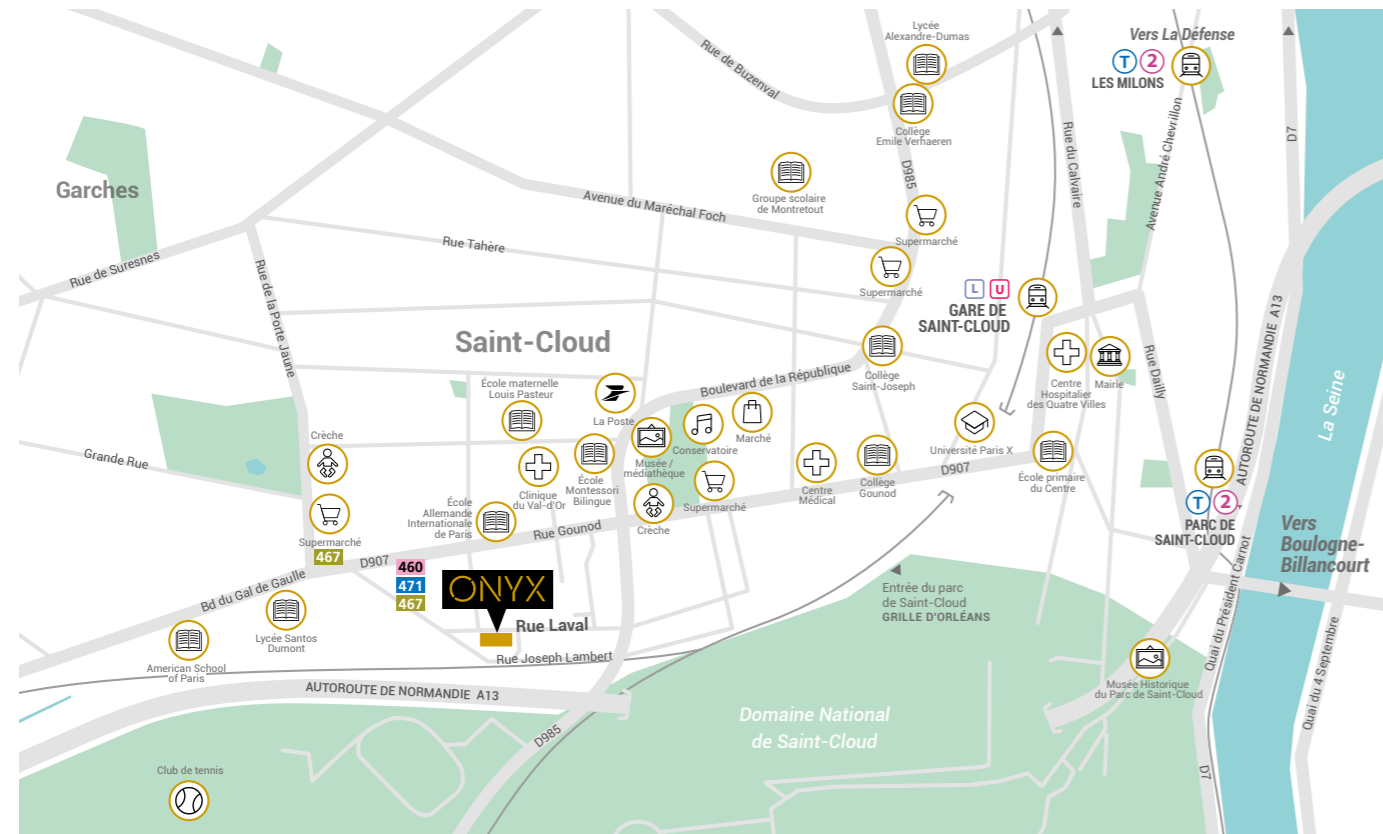 Lycée
Alexandre-Dumas
Vers La Défense
T 2
LES MILONS
Rue de Buzenval
Collège
Emile Verhaeren
D985
Rue du Calvaire
Avenue André Chevrillon
D7
Garches
Groupe scolaire
de Montretout
Avenue du Maréchal Foch
Supermarché
Rue Tahère
Rue de Suresnes
Rue de la Porte Jaune
Supermarché
L U
GARE DE
SAINT-CLOUD
Saint-Cloud
AUTOROUTE DE NORMANDIE A13
La Seine
Collège
Saint-Joseph
Boulevard de la République
Centre
Hospitalier
des Quatre Villes
Mairie
Rue Dailly
École maternelle
Louis Pasteur
La Poste
Crèche
Grande Rue
Musée /
médiathèque
Conservatoire
Marché
Université Paris X
École
Montessori
Bilingue
Clinique
du Val-d'Or
D907
École primaire
du Centre
Centre
Médical
Collège
Gounod
Supermarché
École
Allemande
Internationale
de Paris
Rue Gounod
Crèche
Supermarché
467
T 2
PARC DE
SAINT-CLOUD
Vers
Boulogne-
Billancourt
D907
460
471
467
ONYX
Bd du Gal de Gaulle
Entrée du parc
de Saint-Cloud
GRILLE D'ORLÉANS
Quai du Président Carnot
Lycée Santos
Dumont
Rue Laval
Rue Joseph Lambert
American School
of Paris
AUTOROUTE DE NORMANDIE A13
Musée Historique
du Parc de Saint-Cloud
Quai du 4 Septembre
Domaine National
de Saint-Cloud
D985
D7
Club de tennis